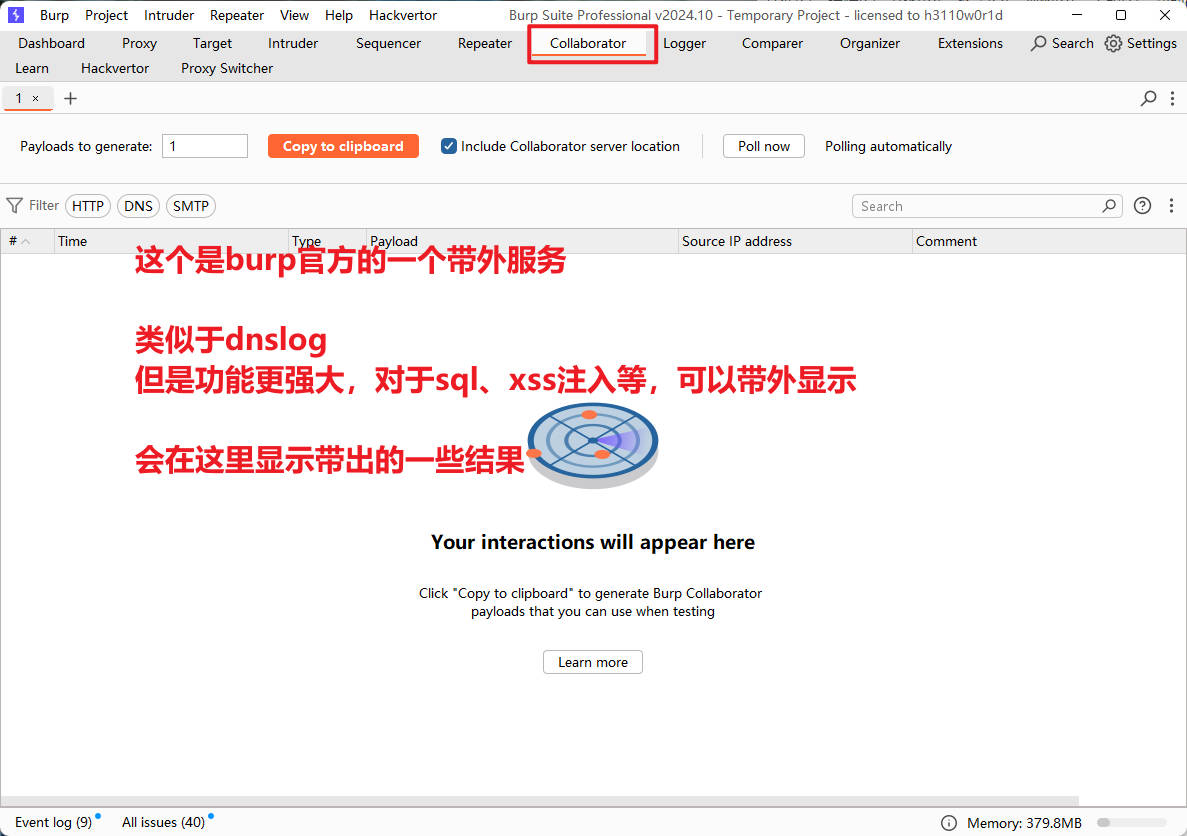 Burp Project Intruder Repeater View Help Hackvertor Burp Suite Professional v2024.10 - Temporary Project - licensed to h3110w0r1d
Dashboard Proxy Target Intruder Sequencer Repeater Collaborator Logger Comparer Organizer Extensions Search Settings
Learn Hackvertor Proxy Switcher
1 × +
Payloads to generate: 1 Copy to clipboard Include Collaborator server location Poll now Polling automatically
Filter HTTP DNS SMTP Search
# Time Type Payload Source IP address Comment
这个是burp官方的一个带外服务
类似于dnslog
但是功能更强大，对于sql、xss注入等，可以带外显示
会在这里显示带出的一些结果
Your interactions will appear here
Click "Copy to clipboard" to generate Burp Collaborator
payloads that you can use when testing
Learn more
Event log (9) All issues (40) Memory: 379.8MB